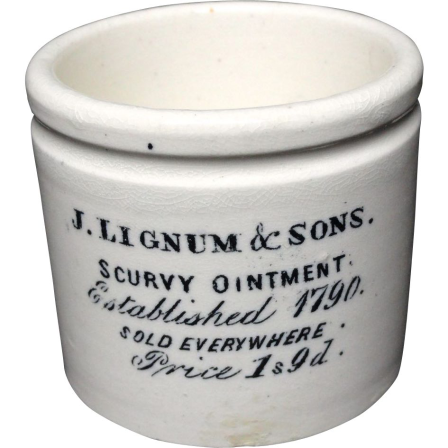 J. LIGNUM & SONS.
SCURVY OINTMENT.
Established 1790.
SOLD EVERYWHERE.
Price 1s 9d.